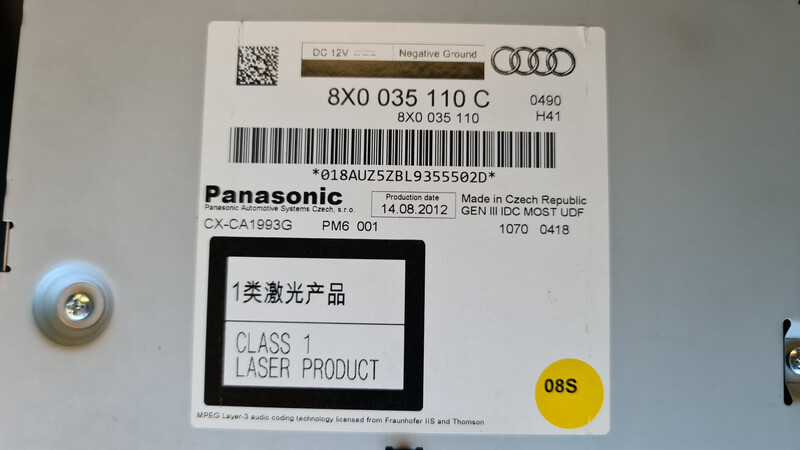 DC 12V Negative Ground
8X0 035 110 C 0490
8X0 035 110 H41
*018AUZ5ZBL9355502D*
Panasonic
Panasonic Automotive Systems Czech, s.r.o.
Production date
14.08.2012
Made in Czech Republic
GEN III IDC MOST UDF
CX-CA1993G PM6 001 1070 0418
1类激光产品
CLASS 1
LASER PRODUCT
08S
MPEG Layer-3 audio coding technology licensed from Fraunhofer IIS and Thomson